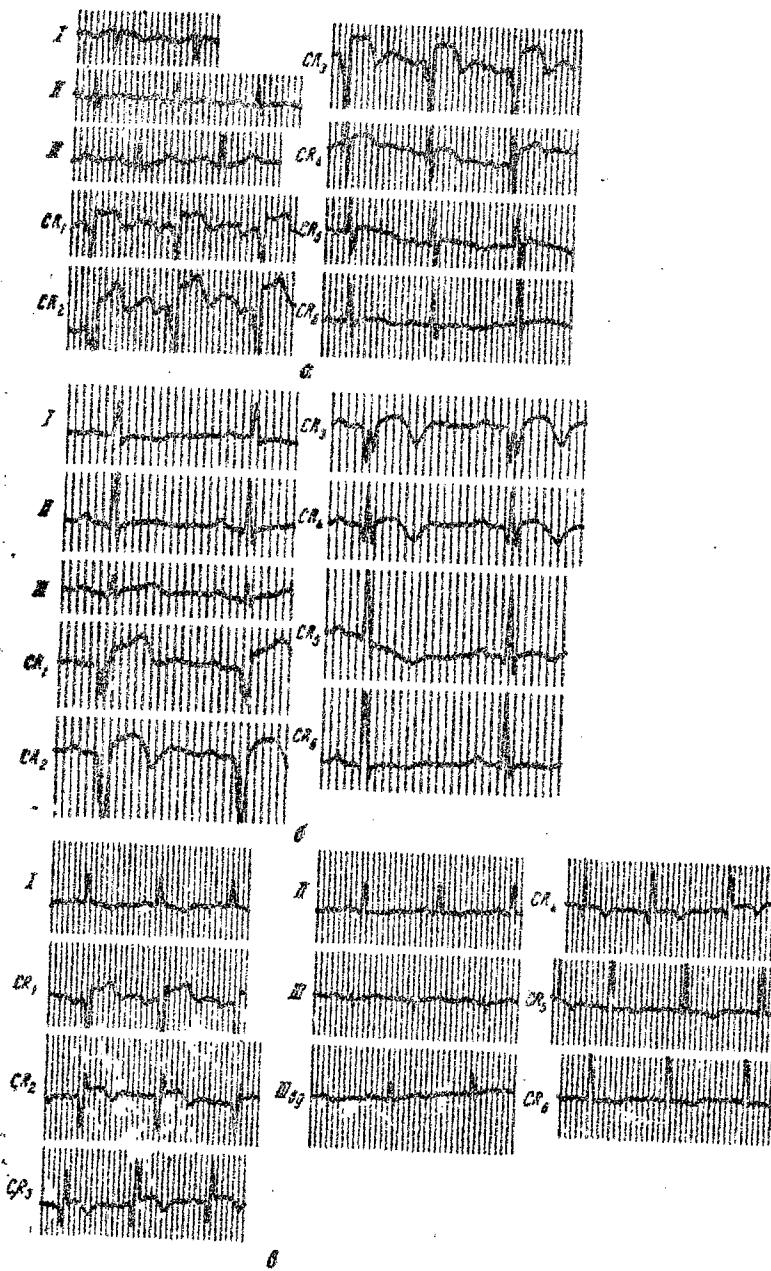 I
II
III
CR₁
CR₂
CR₃
CR₄
CR₅
CR₆
а
I
II
III
CR₁
CR₂
CR₃
CR₄
CR₅
CR₆
б
I
CR₁
CR₂
CR₃
II
III
III вд
CR₄
CR₅
CR₆
в